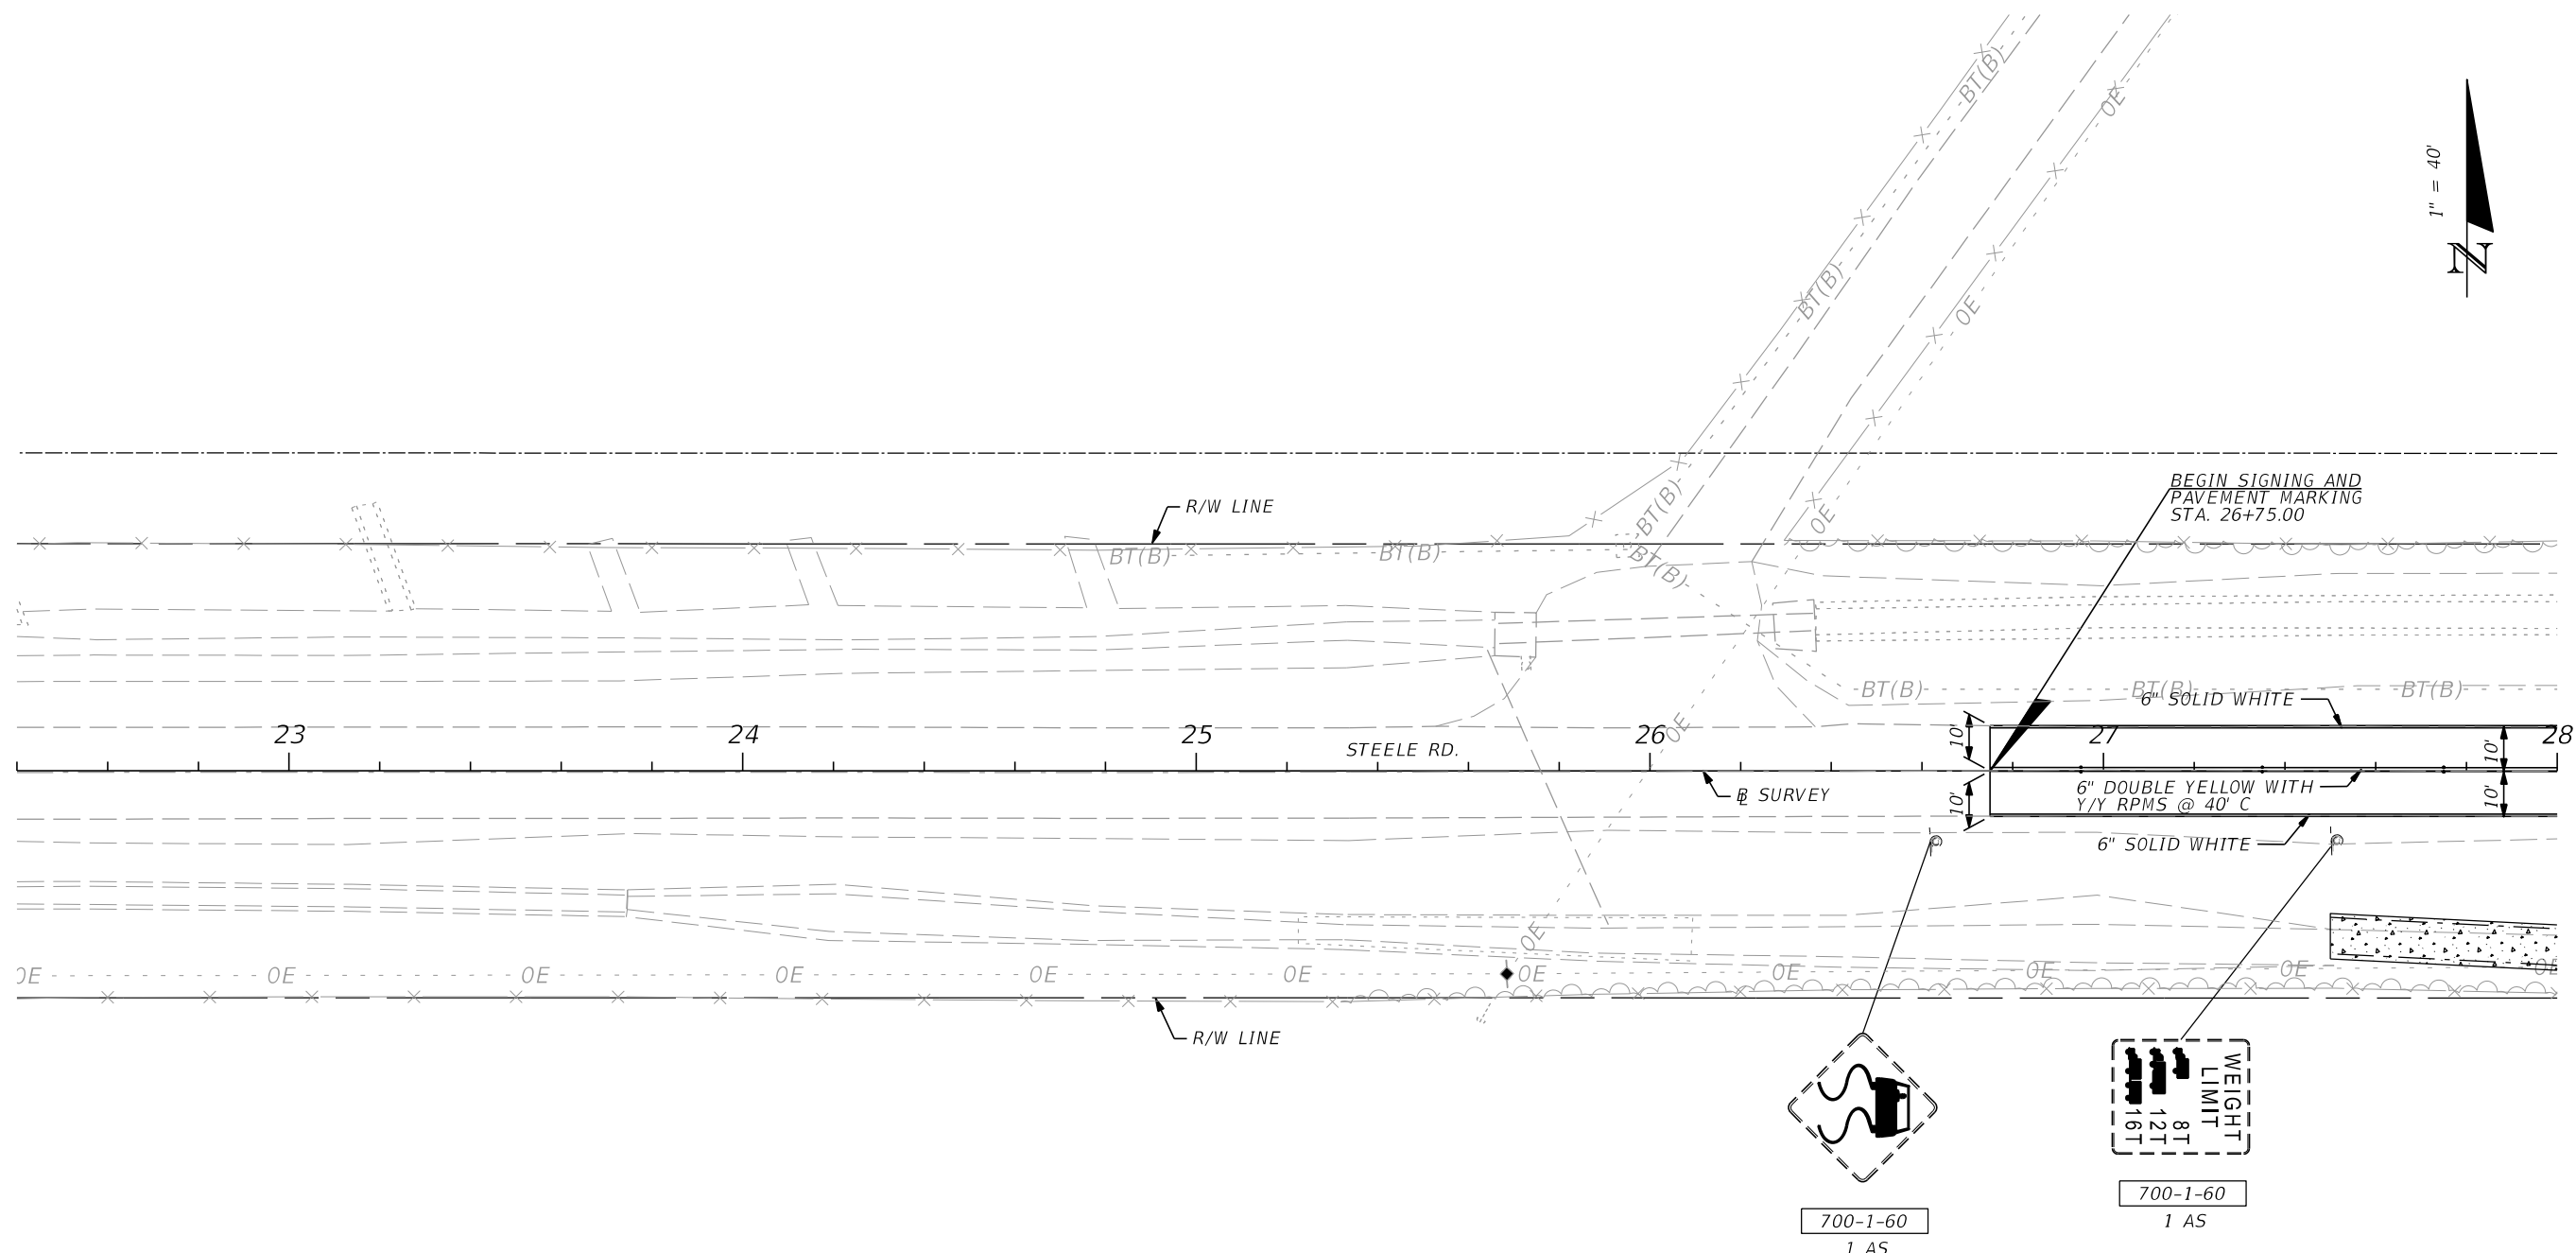 BT(B)
OE
1" = 40'
N
BT(B)
OE
BEGIN SIGNING AND
PAVEMENT MARKING
STA. 26+75.00
R/W LINE
BT(B)
OE
BT(B)
BT(B)
BT(B)
BT(B)
BT(B)
BT(B)
6" SOLID WHITE
23
24
25
STEELE RD.
26
OE
10'
27
10'
28
B SURVEY
10'
6" DOUBLE YELLOW WITH
Y/Y RPMS @ 40' C
10'
6" SOLID WHITE
OE
OE
OE
OE
OE
OE
OE
OE
OE
OE
OE
OE
R/W LINE
WEIGHT
LIMIT
8T
12T
16T
700-1-60
1 AS
700-1-60
1 AS